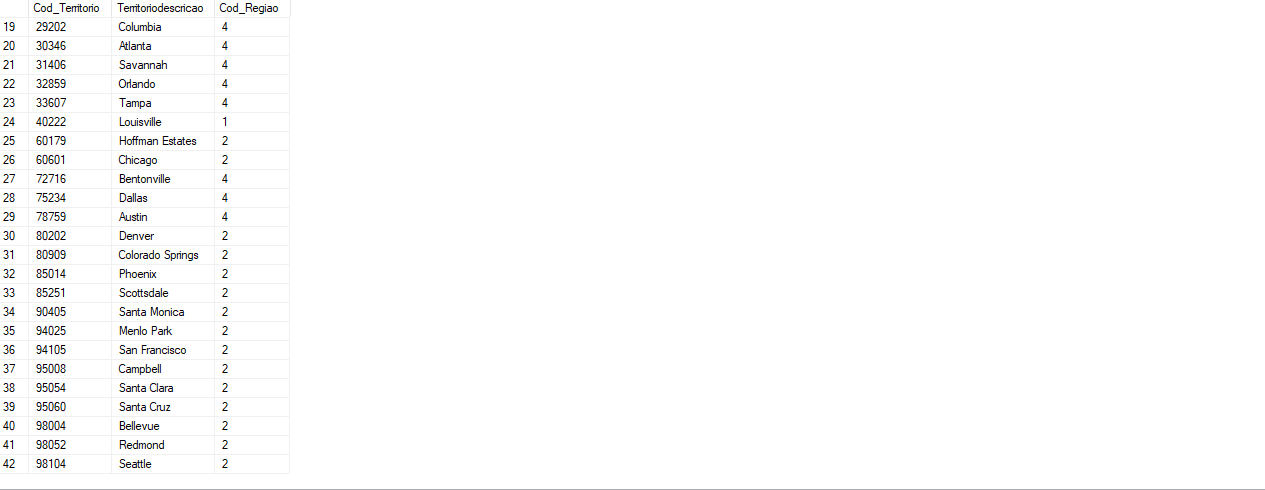 Cod_Territorio Territoriodescricao Cod_Regiao
19 29202 Columbia 4
20 30346 Atlanta 4
21 31406 Savannah 4
22 32859 Orlando 4
23 33607 Tampa 4
24 40222 Louisville 1
25 60179 Hoffman Estates 2
26 60601 Chicago 2
27 72716 Bentonville 4
28 75234 Dallas 4
29 78759 Austin 4
30 80202 Denver 2
31 80909 Colorado Springs 2
32 85014 Phoenix 2
33 85251 Scottsdale 2
34 90405 Santa Monica 2
35 94025 Menlo Park 2
36 94105 San Francisco 2
37 95008 Campbell 2
38 95054 Santa Clara 2
39 95060 Santa Cruz 2
40 98004 Bellevue 2
41 98052 Redmond 2
42 98104 Seattle 2